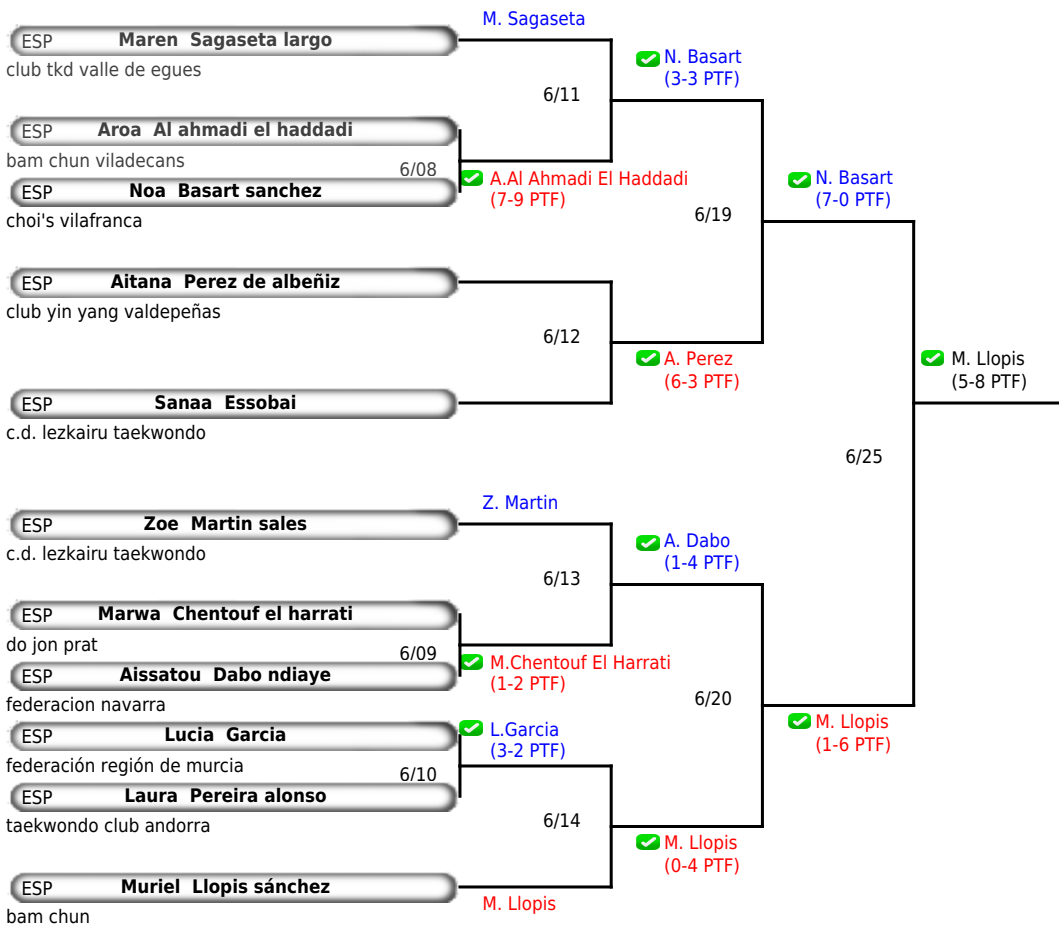 M. Sagaseta
ESP Maren Sagaseta largo
club tkd valle de egues
N. Basart
(3-3 PTF)
6/11
ESP Aroa Al ahmadi el haddadi
bam chun viladecans
6/08
A.Al Ahmadi El Haddadi
(7-9 PTF)
ESP Noa Basart sanchez
choi's vilafranca
N. Basart
(7-0 PTF)
6/19
ESP Aitana Perez de albeñiz
club yin yang valdepeñas
6/12
A. Perez
(6-3 PTF)
M. Llopis
(5-8 PTF)
ESP Sanaa Essobai
c.d. lezkairu taekwondo
6/25
Z. Martin
ESP Zoe Martin sales
c.d. lezkairu taekwondo
A. Dabo
(1-4 PTF)
6/13
ESP Marwa Chentouf el harrati
do jon prat
6/09
M.Chentouf El Harrati
(1-2 PTF)
ESP Aissatou Dabo ndiaye
federacion navarra
6/20
M. Llopis
(1-6 PTF)
ESP Lucia Garcia
federación región de murcia
L.Garcia
(3-2 PTF)
6/10
ESP Laura Pereira alonso
taekwondo club andorra
6/14
M. Llopis
(0-4 PTF)
ESP Muriel Llopis sánchez
bam chun
M. Llopis